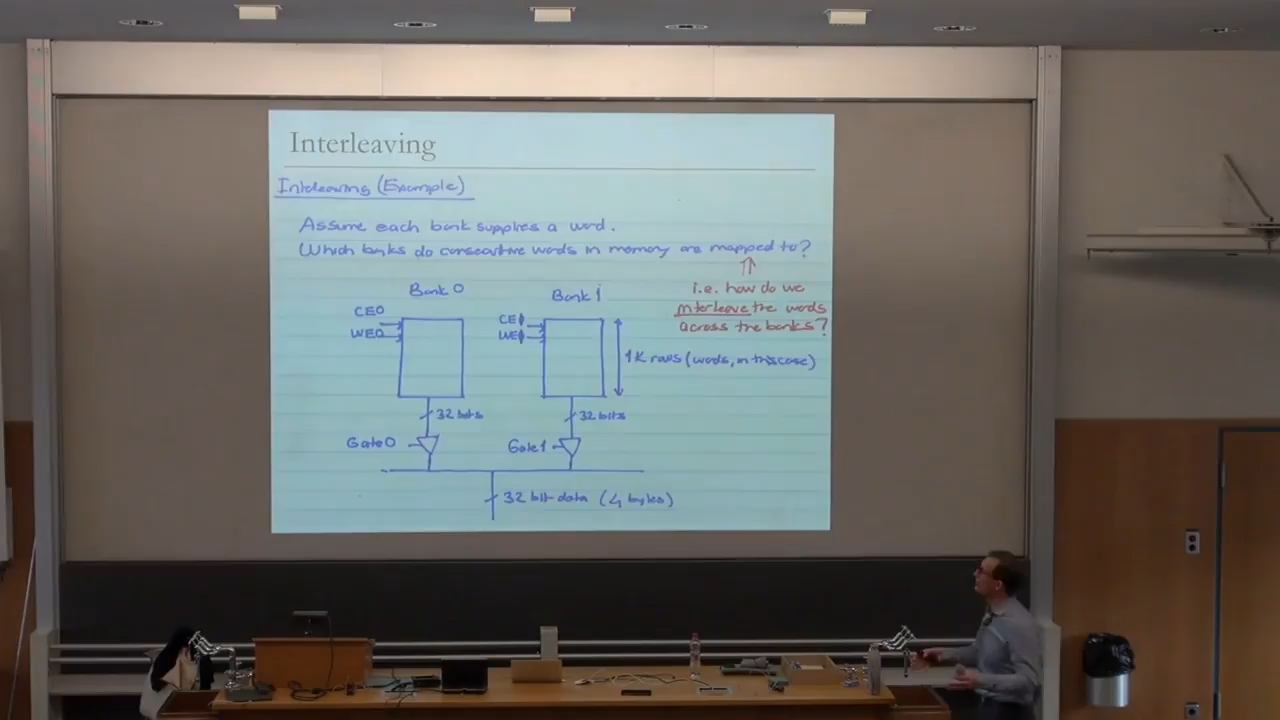 Interleaving
Interleaving (Example)
Assume each bank supplies a word.
Which banks do consecutive words in memory are mapped to?
i.e. how do we
interleave the words
across the banks?
Bank 0
Bank 1
CE0
WE0
CE1
WE1
1K rows (words, in this case)
32 bits
32 bits
Gate0
Gate1
32 bit data (4 bytes)